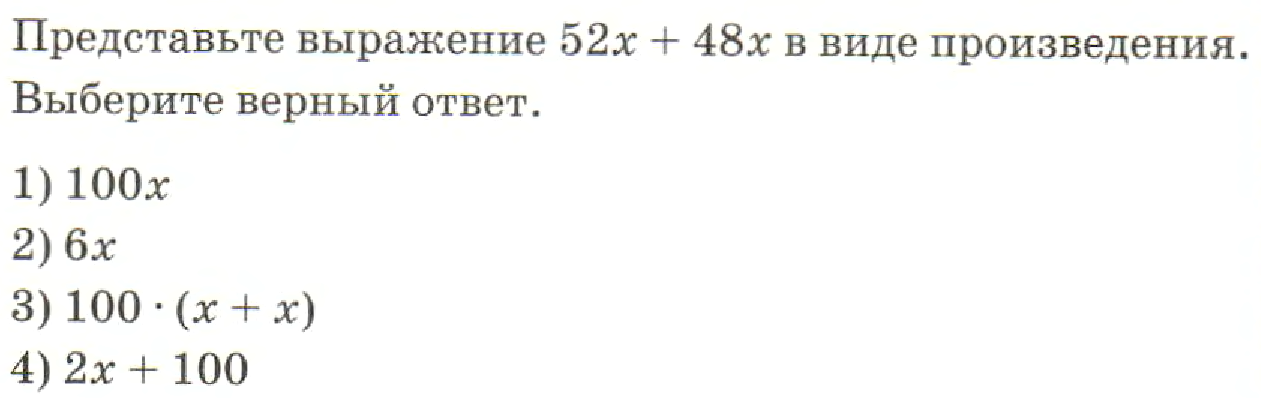 Представьте выражение 52x + 48x в виде произведения.
Выберите верный ответ.
1) 100x
2) 6x
3) 100 · (x + x)
4) 2x + 100